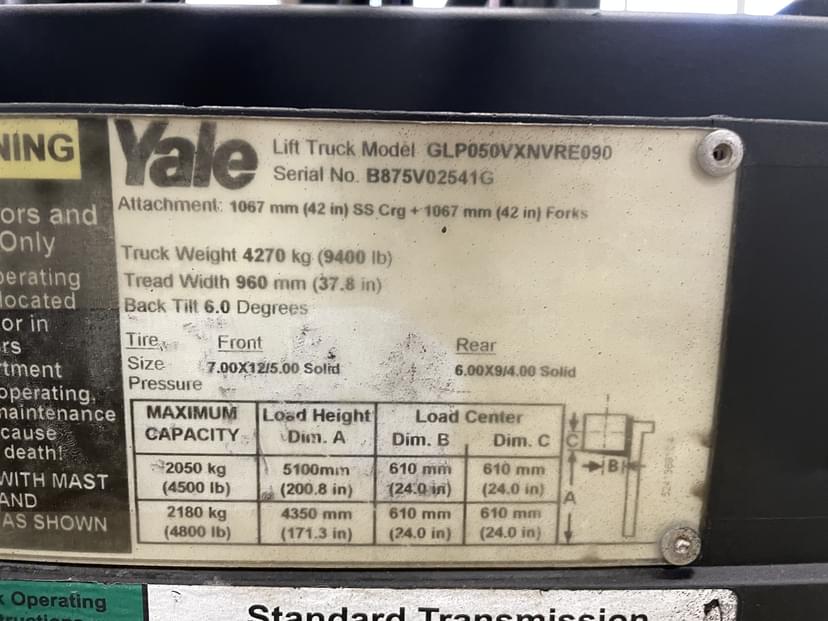 NING
ors and
Only
perating
located
or in
rs
tment
operating,
maintenance
cause
death!
WITH MAST
AND
AS SHOWN
Yale
Lift Truck Model GLP050VXNVRE090
Serial No. B875V02541G
Attachment: 1067 mm (42 in) SS Crg + 1067 mm (42 in) Forks
Truck Weight 4270 kg (9400 lb)
Tread Width 960 mm (37.8 in)
Back Tilt 6.0 Degrees
Tire Front Rear
Size 7.00X12/5.00 Solid 6.00X9/4.00 Solid
Pressure
MAXIMUM CAPACITY Load Height Dim. A Load Center Dim. B Dim. C
2050 kg 5100mm 610 mm 610 mm
(4500 lb) (200.8 in) (24.0 in) (24.0 in)
2180 kg 4350 mm 610 mm 610 mm
(4800 lb) (171.3 in) (24.0 in) (24.0 in)
C
B
A
Operating
Standard Transmission